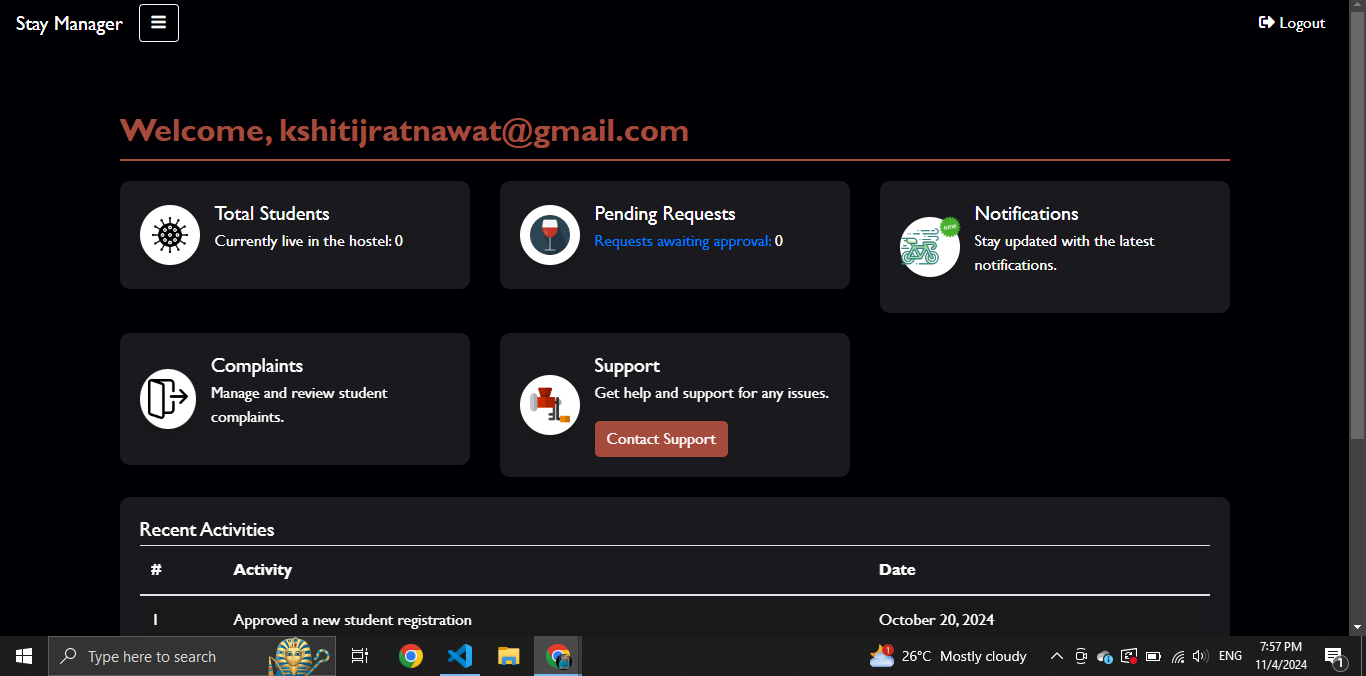 Stay Manager
Logout
Welcome, kshitijratnawat@gmail.com
Total Students
Currently live in the hostel: 0
Pending Requests
Requests awaiting approval: 0
Notifications
Stay updated with the latest
notifications.
NEW
Complaints
Manage and review student
complaints.
Support
Get help and support for any issues.
Contact Support
Recent Activities
# Activity Date
1 Approved a new student registration October 20, 2024
Type here to search
1
26°C Mostly cloudy
ENG
7:57 PM
11/4/2024
1